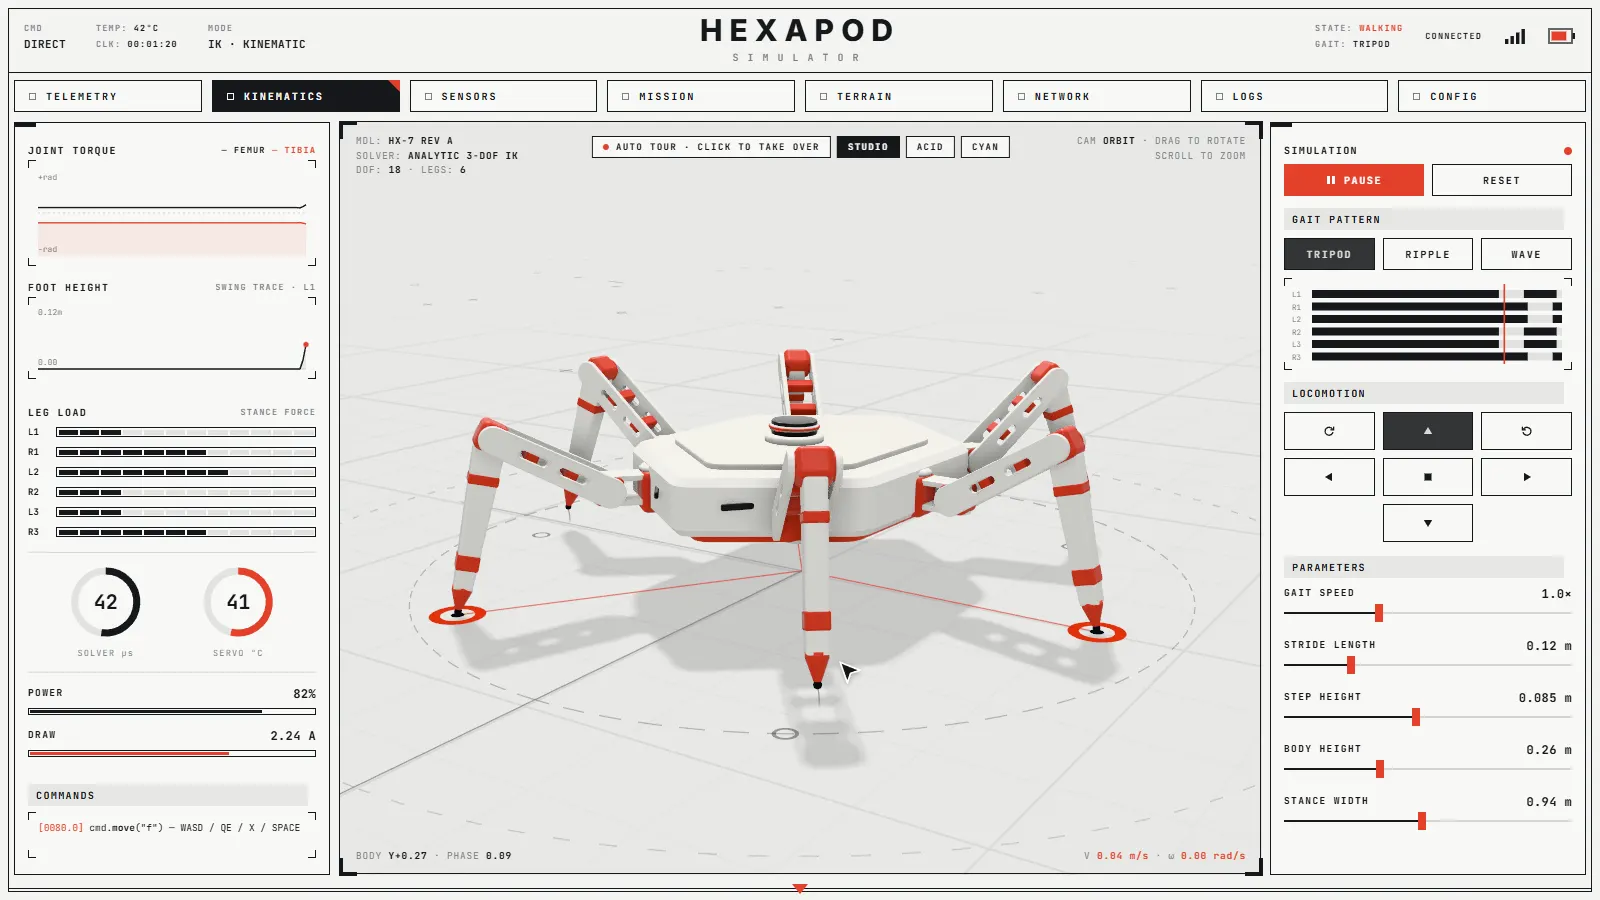 CMD
DIRECT
TEMP: 42°C
CLK: 00:01:20
MODE
IK · KINEMATIC
HEXAPOD
SIMULATOR
STATE: WALKING
GAIT: TRIPOD
CONNECTED
TELEMETRY
KINEMATICS
SENSORS
MISSION
TERRAIN
NETWORK
LOGS
CONFIG
JOINT TORQUE
— FEMUR — TIBIA
+rad
-rad
FOOT HEIGHT
SWING TRACE · L1
0.12m
0.00
LEG LOAD
STANCE FORCE
L1
R1
L2
R2
L3
R3
42
SOLVER µs
41
SERVO °C
POWER
82%
DRAW
2.24 A
COMMANDS
[0080.0] cmd.move("f") — WASD / QE / X / SPACE
MDL: HX-7 REV A
SOLVER: ANALYTIC 3-DOF IK
DOF: 18 · LEGS: 6
AUTO TOUR · CLICK TO TAKE OVER
STUDIO
ACID
CYAN
CAM ORBIT · DRAG TO ROTATE
SCROLL TO ZOOM
BODY Y+0.27 · PHASE 0.09
V 0.04 m/s · ω 0.00 rad/s
SIMULATION
PAUSE
RESET
GAIT PATTERN
TRIPOD
RIPPLE
WAVE
L1
R1
L2
R2
L3
R3
LOCOMOTION
PARAMETERS
GAIT SPEED
1.0×
STRIDE LENGTH
0.12 m
STEP HEIGHT
0.085 m
BODY HEIGHT
0.26 m
STANCE WIDTH
0.94 m